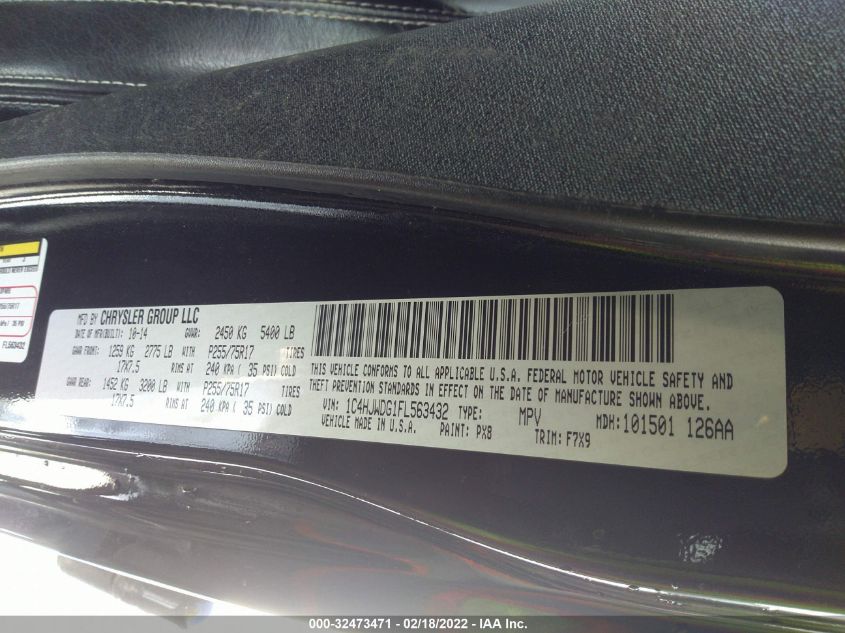 MFD BY CHRYSLER GROUP LLC
DATE OF MFR(BUILT): 10-14 GVWR: 2450 KG 5400 LB
GAWR FRONT: 1259 KG 2775 LB WITH P255/75R17 TIRES
17X7.5 RIMS AT 240 KPA ( 35 PSI) COLD
GAWR REAR: 1452 KG 3200 LB WITH P255/75R17 TIRES
17X7.5 RIMS AT 240 KPA ( 35 PSI) COLD
THIS VEHICLE CONFORMS TO ALL APPLICABLE U.S.A. FEDERAL MOTOR VEHICLE SAFETY AND
THEFT PREVENTION STANDARDS IN EFFECT ON THE DATE OF MANUFACTURE SHOWN ABOVE.
VIN: 1C4HJWDG1FL563432 TYPE: MPV MDH: 101501 126AA
VEHICLE MADE IN U.S.A. PAINT: PX8 TRIM: F7X9
FL563432
000-32473471 - 02/18/2022 - IAA Inc.